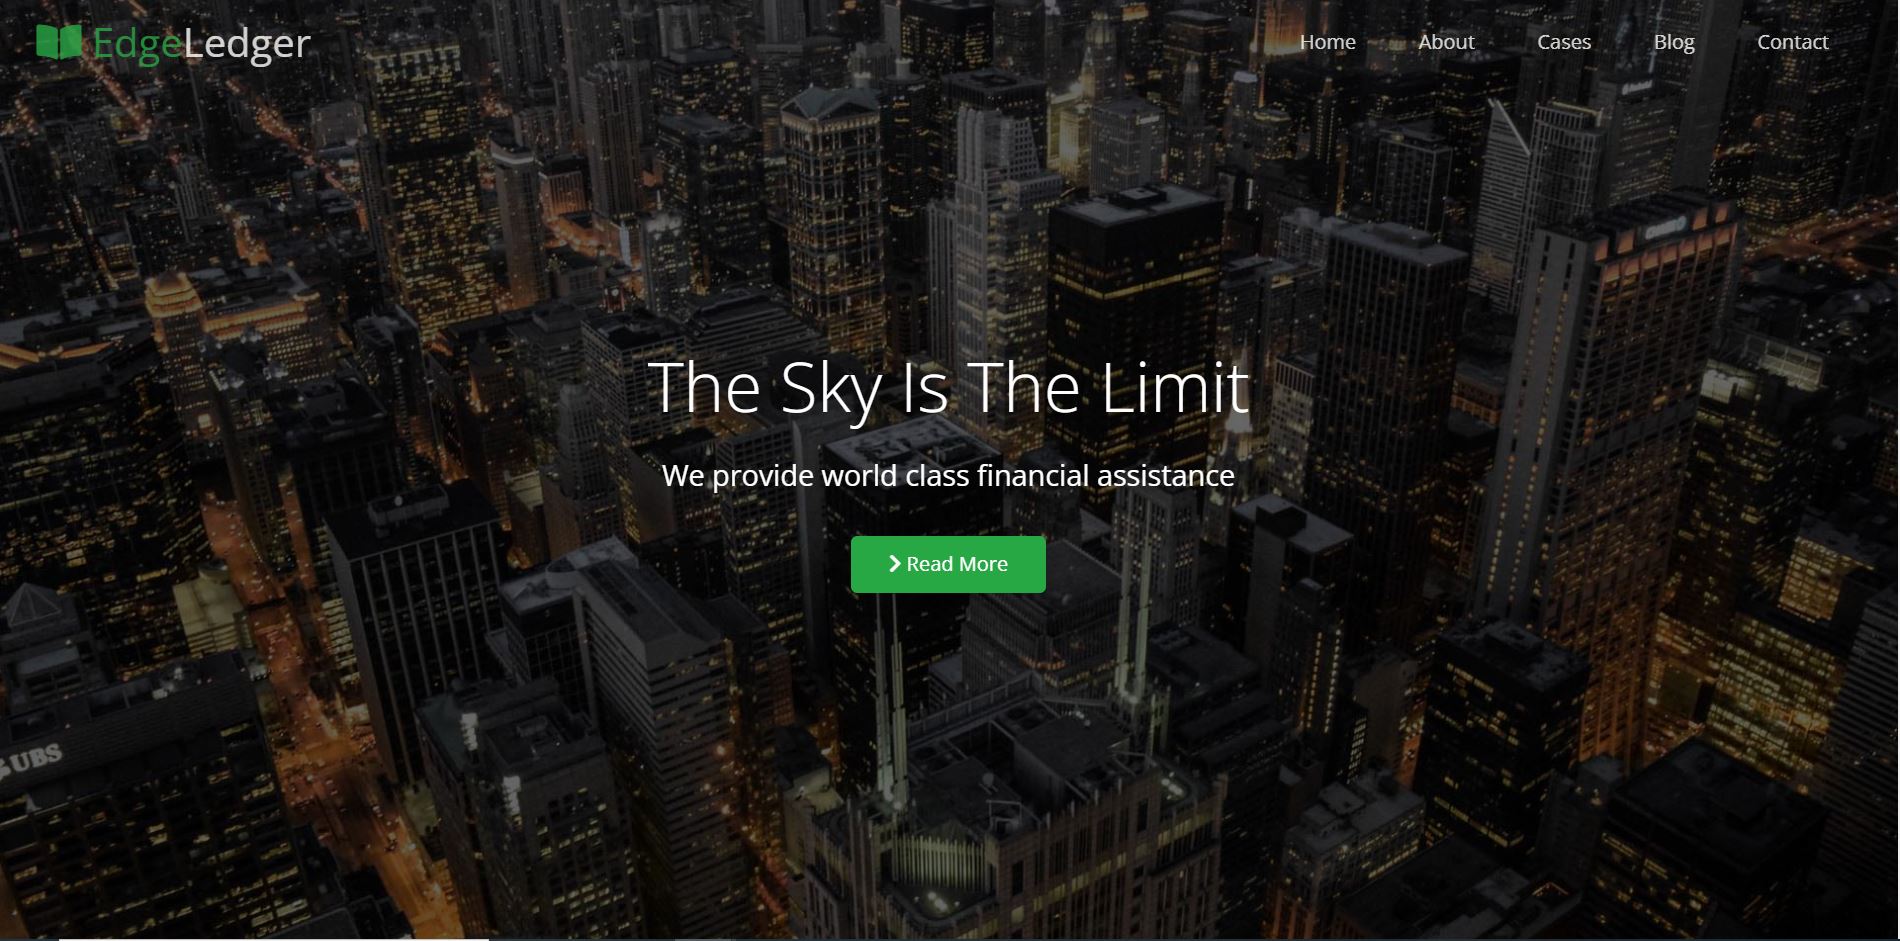 EdgeLedger
Home About Cases Blog Contact
The Sky Is The Limit
We provide world class financial assistance
Read More
UBS